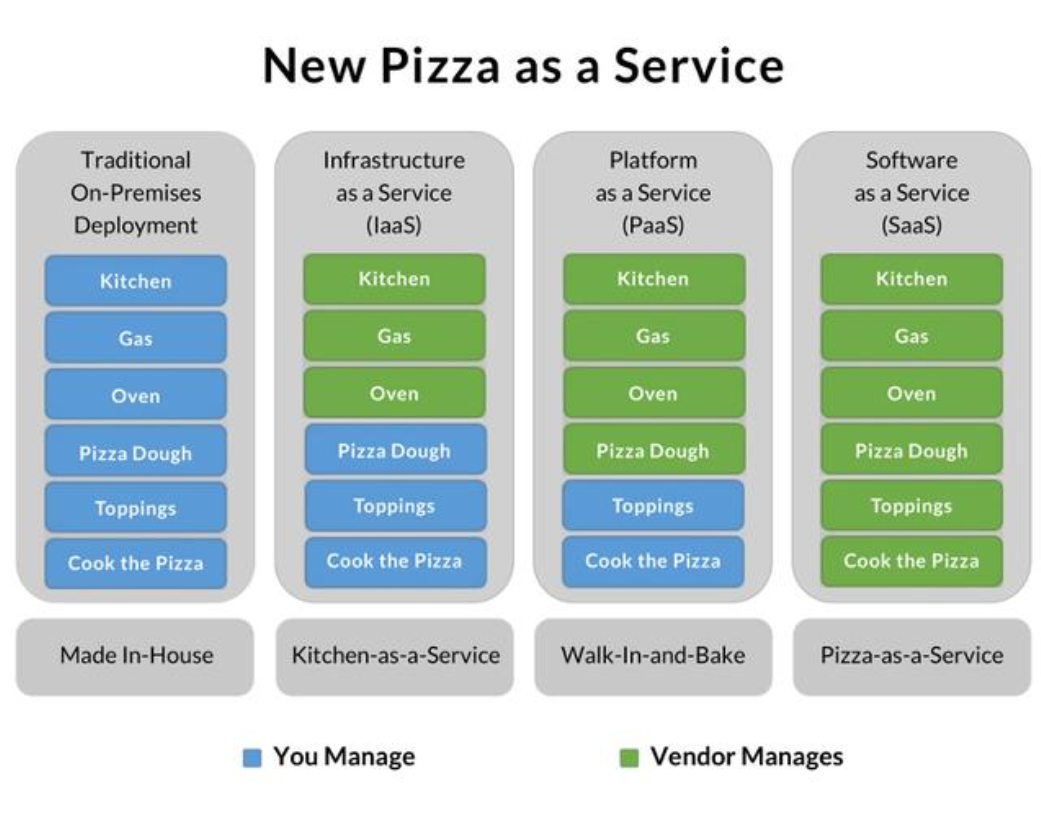 New Pizza as a Service
Traditional
On-Premises
Deployment
Kitchen
Gas
Oven
Pizza Dough
Toppings
Cook the Pizza
Made In-House
Infrastructure
as a Service
(IaaS)
Kitchen
Gas
Oven
Pizza Dough
Toppings
Cook the Pizza
Kitchen-as-a-Service
Platform
as a Service
(PaaS)
Kitchen
Gas
Oven
Pizza Dough
Toppings
Cook the Pizza
Walk-In-and-Bake
Software
as a Service
(SaaS)
Kitchen
Gas
Oven
Pizza Dough
Toppings
Cook the Pizza
Pizza-as-a-Service
You Manage
Vendor Manages